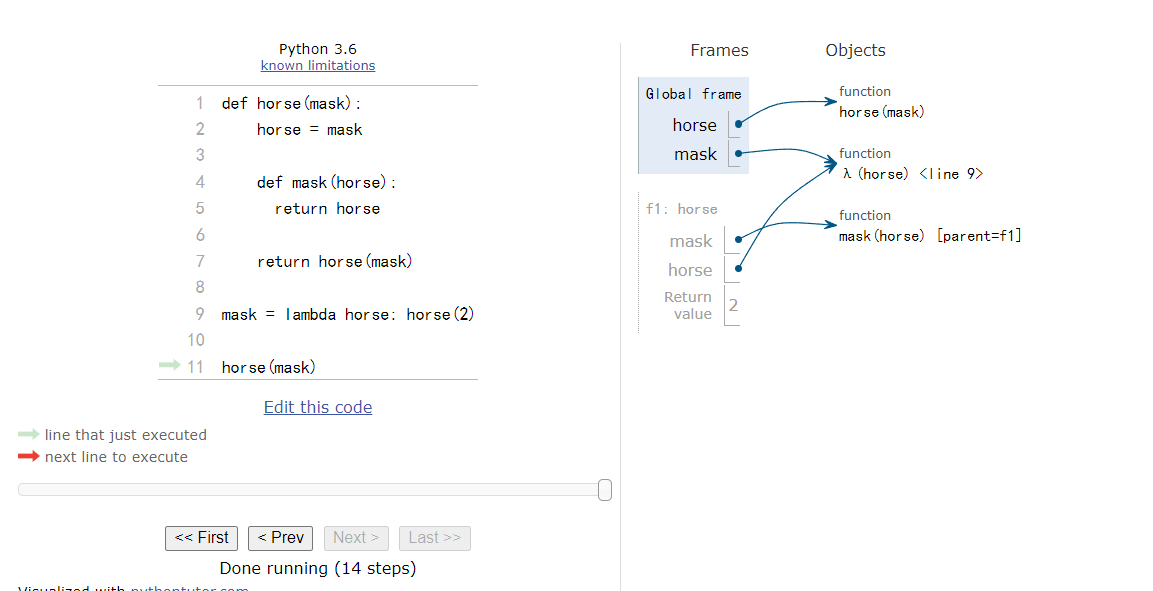 Python 3.6
known limitations
1 def horse(mask):
2     horse = mask
3
4     def mask(horse):
5       return horse
6
7     return horse(mask)
8
9 mask = lambda horse: horse(2)
10
11 horse(mask)
Edit this code
line that just executed
next line to execute
<< First < Prev Next > Last >>
Done running (14 steps)
Visualized with pythontutor.com
Frames Objects
Global frame
horse
mask
f1: horse
mask
horse
Return
value 2
function
horse(mask)
function
λ (horse) <line 9>
function
mask(horse) [parent=f1]